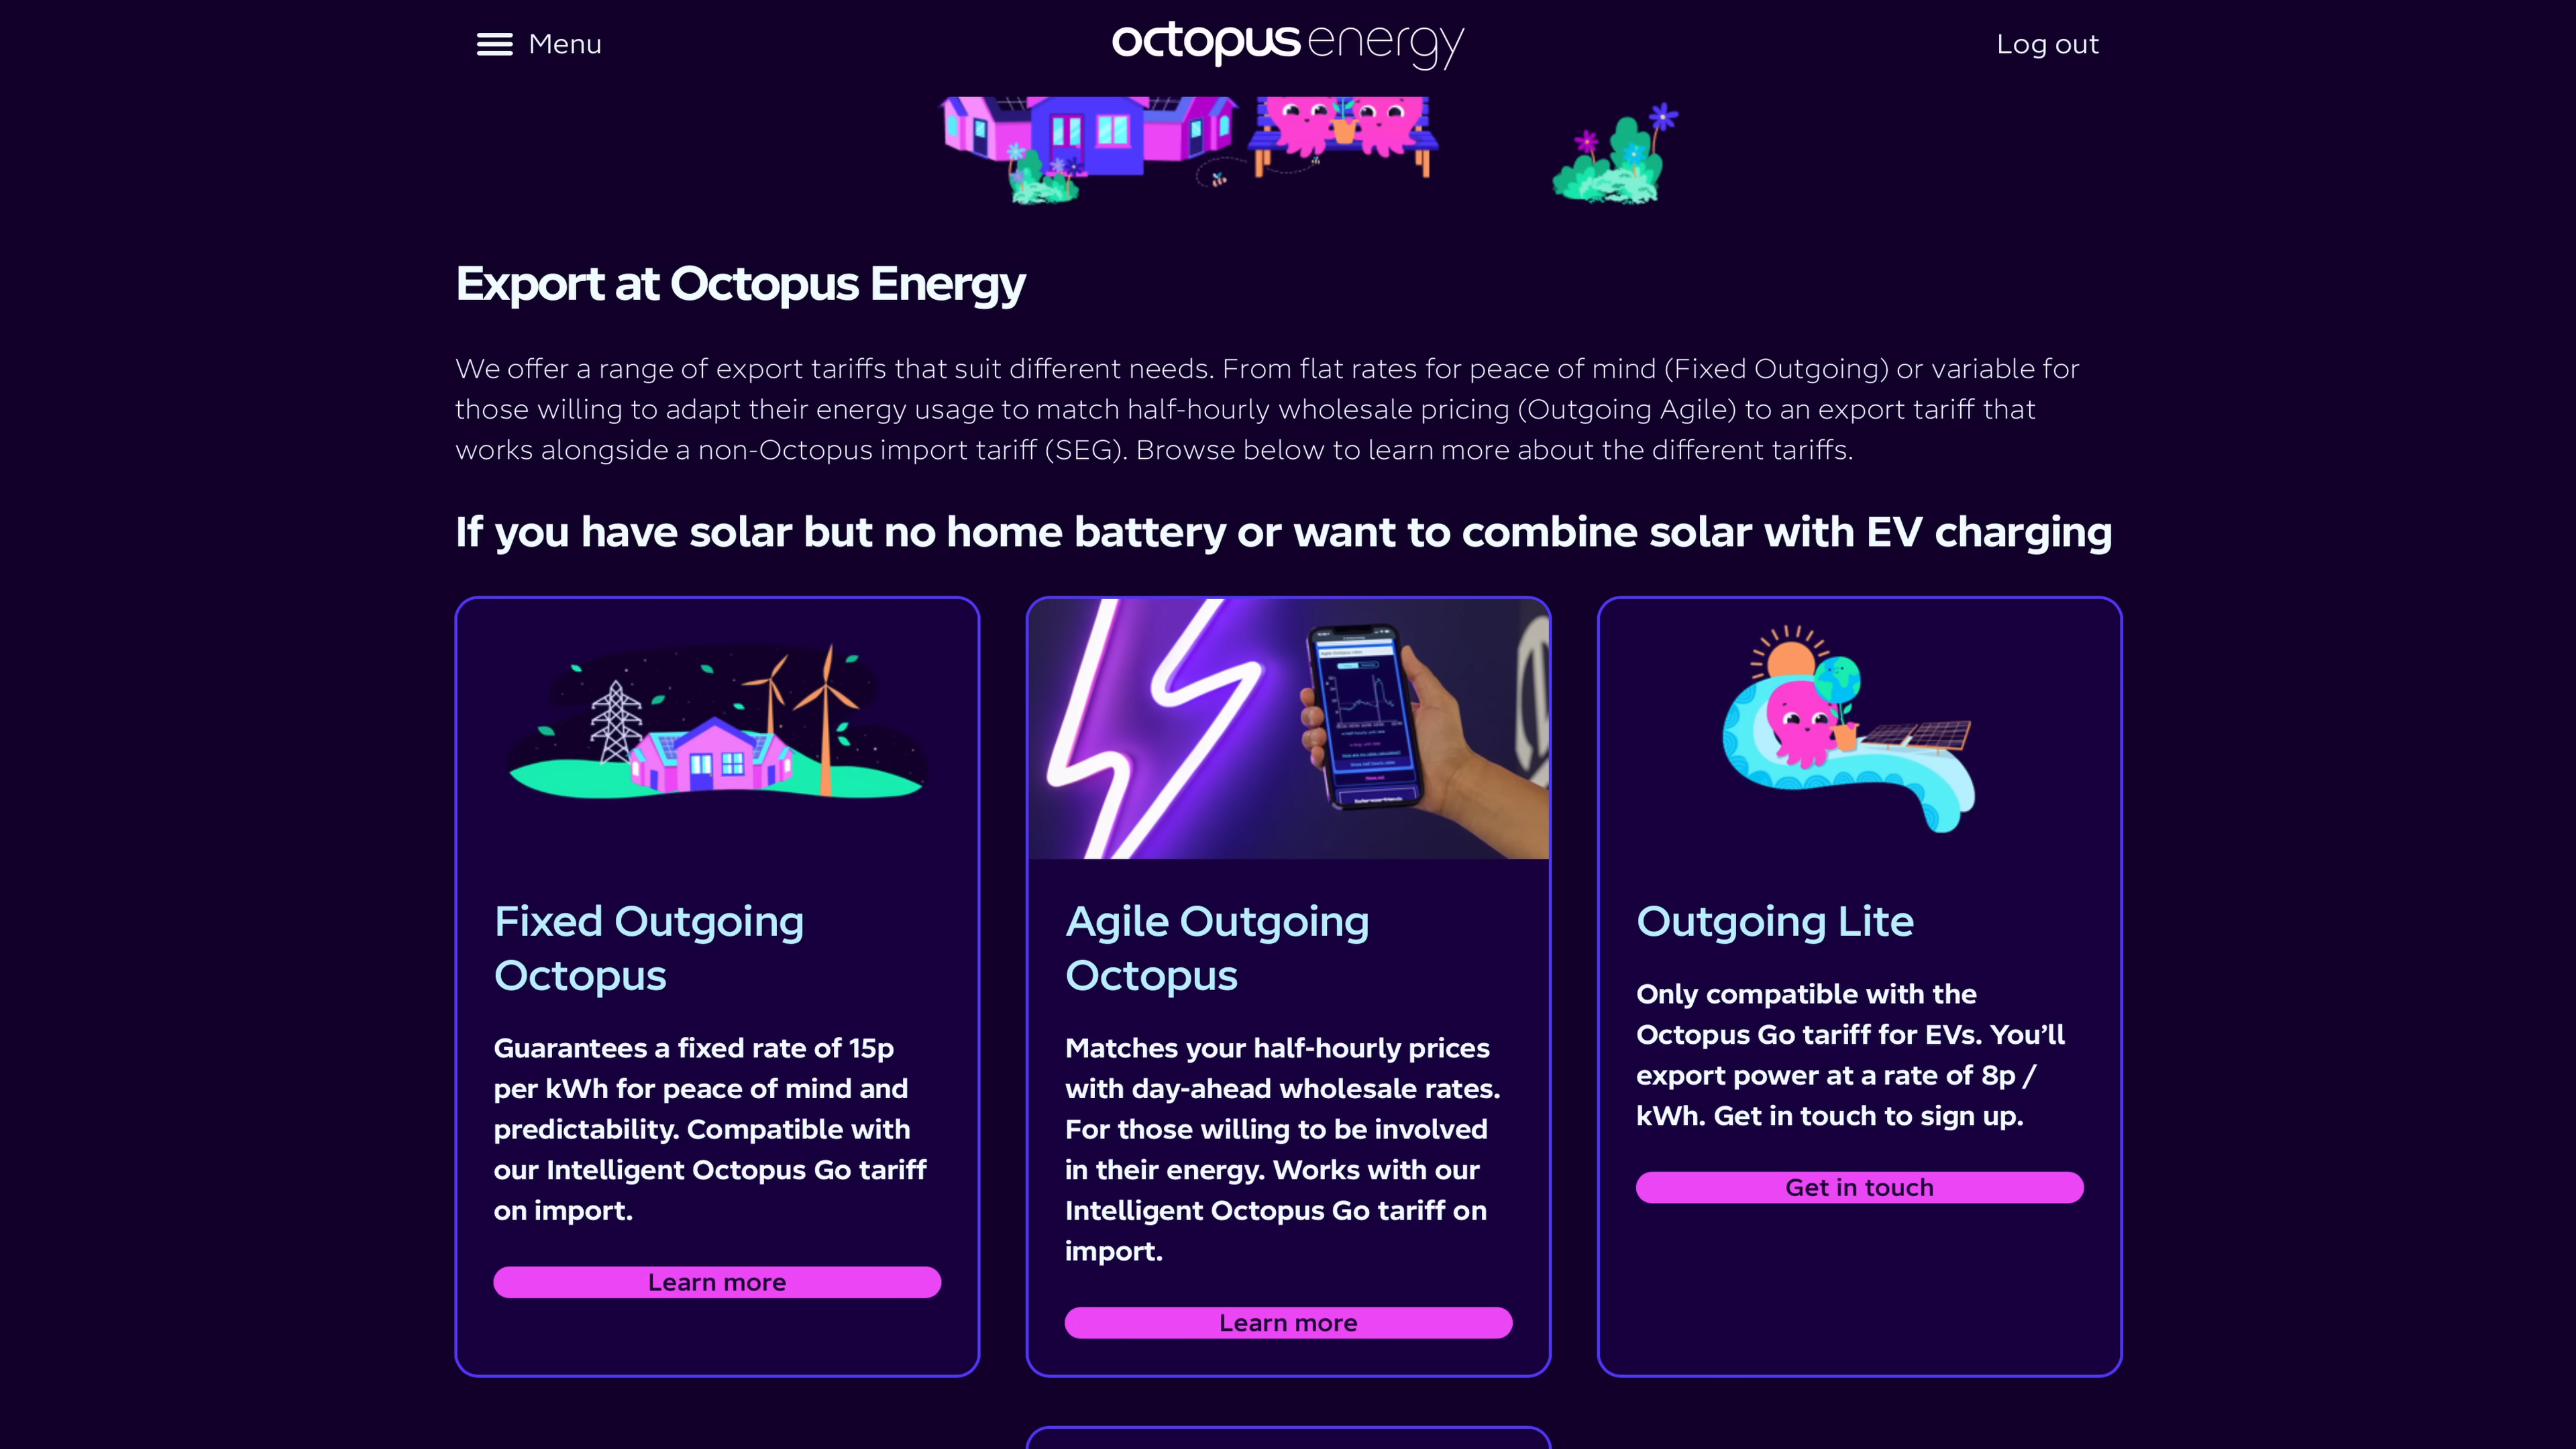 Menu
octopus energy
Log out
Export at Octopus Energy
We offer a range of export tariffs that suit different needs. From flat rates for peace of mind (Fixed Outgoing) or variable for
those willing to adapt their energy usage to match half-hourly wholesale pricing (Outgoing Agile) to an export tariff that
works alongside a non-Octopus import tariff (SEG). Browse below to learn more about the different tariffs.
If you have solar but no home battery or want to combine solar with EV charging
Fixed Outgoing
Octopus
Guarantees a fixed rate of 15p
per kWh for peace of mind and
predictability. Compatible with
our Intelligent Octopus Go tariff
on import.
Learn more
Agile Outgoing
Octopus
Matches your half-hourly prices
with day-ahead wholesale rates.
For those willing to be involved
in their energy. Works with our
Intelligent Octopus Go tariff on
import.
Learn more
Outgoing Lite
Only compatible with the
Octopus Go tariff for EVs. You’ll
export power at a rate of 8p /
kWh. Get in touch to sign up.
Get in touch